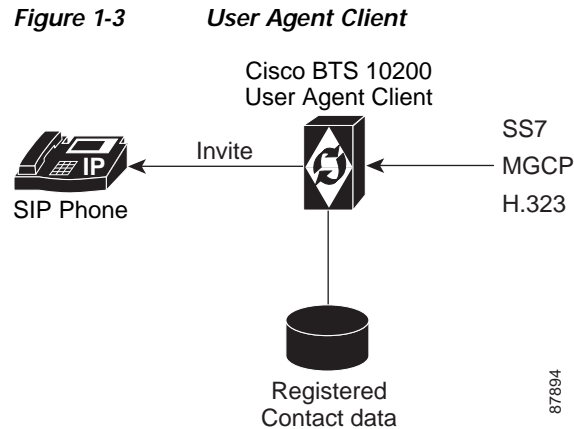 Figure 1-3 User Agent Client
Cisco BTS 10200
User Agent Client
SS7
Invite
MGCP
IP
H.323
SIP Phone
Registered
Contact data
87894